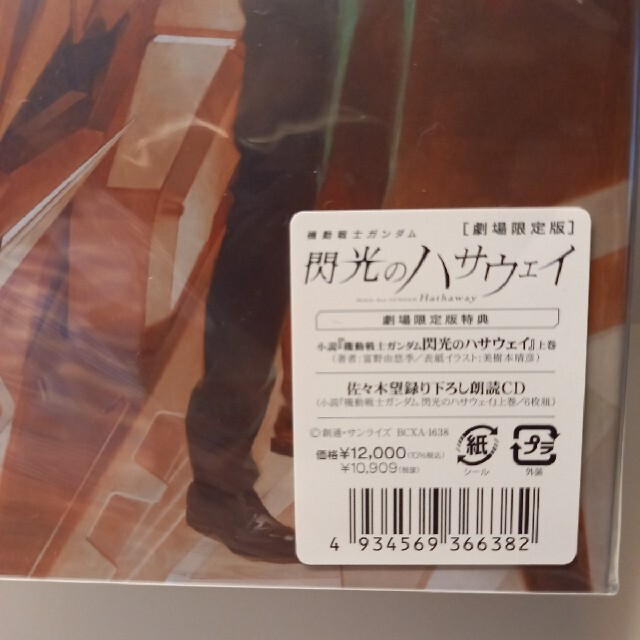 [劇場限定版]
機動戦士ガンダム
閃光のハサウェイ
Hathaway
劇場限定版特典
小説『機動戦士ガンダム閃光のハサウェイ』上巻
(著者:富野由悠季/表紙イラスト:美樹本晴彦)
佐々木望録り下ろし朗読CD
(小説『機動戦士ガンダム 閃光のハサウェイ』上巻/6枚組)
©創通・サンライズ BCXA-1638
価格¥12,000(10%税込)
¥10,909(税抜)
紙
シール
プラ
外装
4 934569 366382